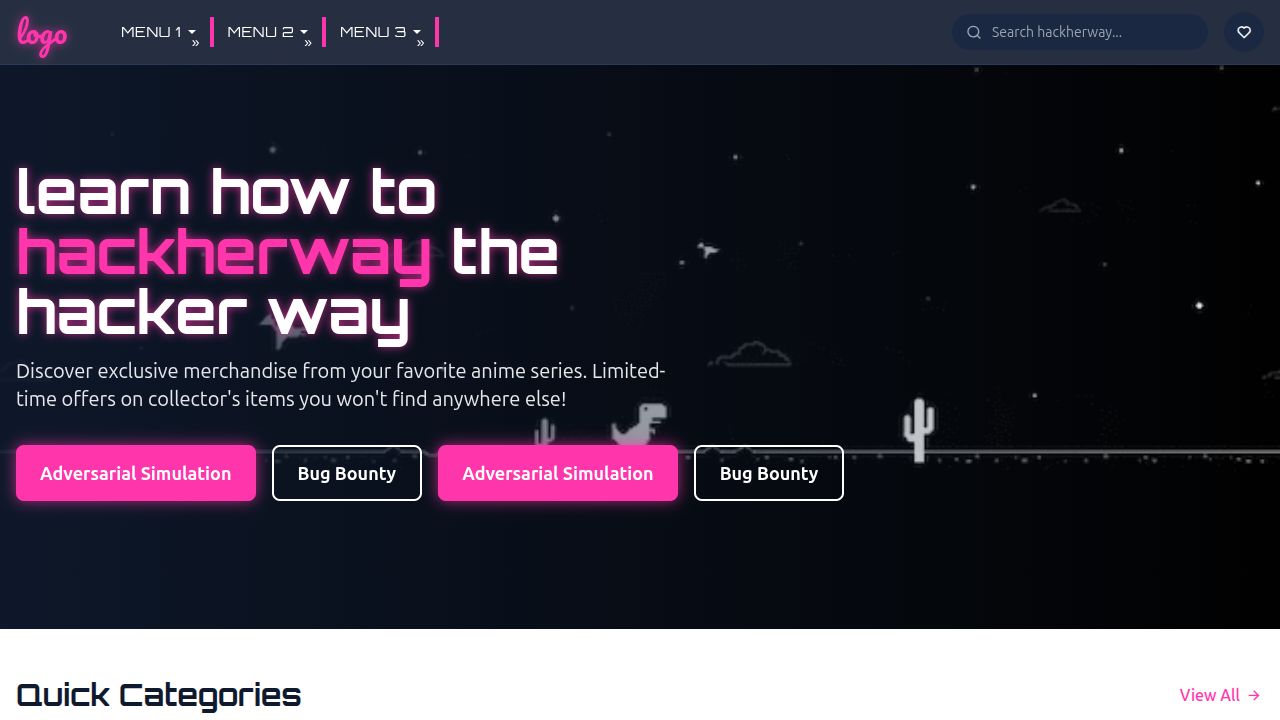 logo
MENU 1
»
MENU 2
»
MENU 3
»
Search hackherway...
learn how to
hackherway the
hacker way
Discover exclusive merchandise from your favorite anime series. Limited-
time offers on collector's items you won't find anywhere else!
Adversarial Simulation
Bug Bounty
Adversarial Simulation
Bug Bounty
Quick Categories
View All →